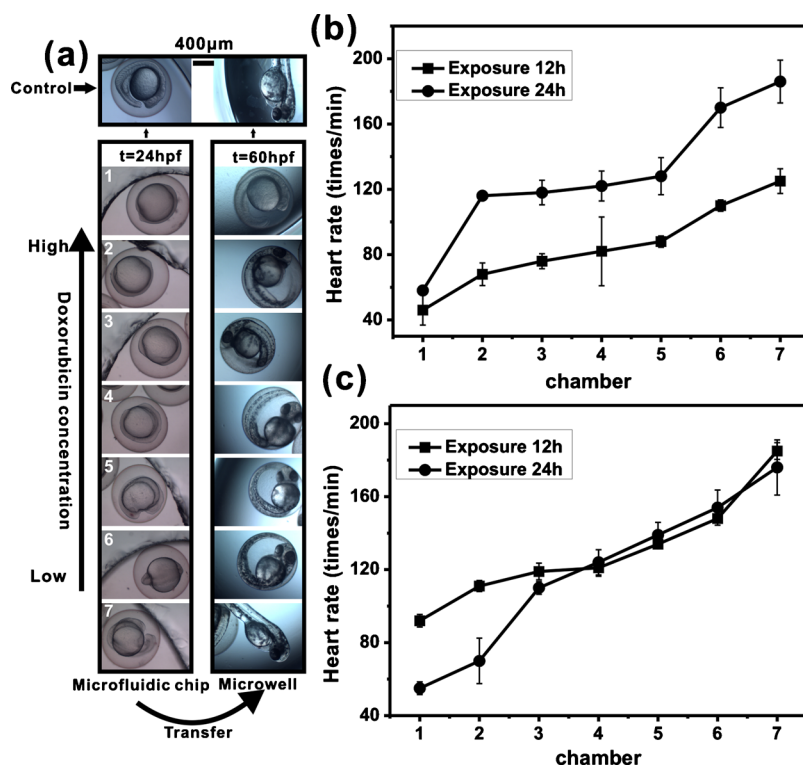 (a)
400μm
Control
t=24hpf
t=60hpf
1
2
3
4
5
6
7
High
Doxorubicin concentration
Low
Microfluidic chip
Microwell
Transfer
(b)
Exposure 12h
Exposure 24h
Heart rate (times/min)
200
160
120
80
40
1 2 3 4 5 6 7
chamber
(c)
Exposure 12h
Exposure 24h
Heart rate (times/min)
200
160
120
80
40
1 2 3 4 5 6 7
chamber